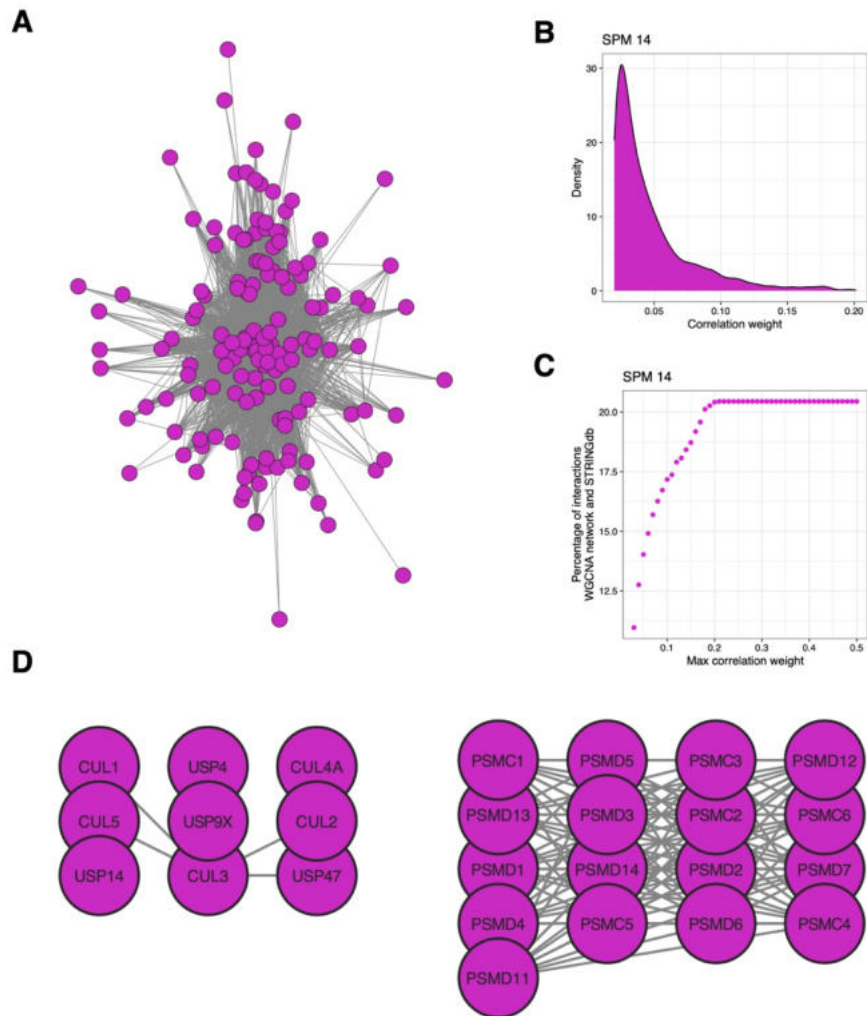 A
B
SPM 14
30
20
10
0
Density
0.05 0.10 0.15 0.20
Correlation weight
C
SPM 14
20.0
17.5
15.0
12.5
Percentage of interactions
WGCNA network and STRINGdb
0.1 0.2 0.3 0.4 0.5
Max correlation weight
D
CUL1 USP4 CUL4A
CUL5 USP9X CUL2
USP14 CUL3 USP47
PSMC1 PSMD5 PSMC3 PSMD12
PSMD13 PSMD3 PSMC2 PSMC6
PSMD1 PSMD14 PSMD2 PSMD7
PSMD4 PSMC5 PSMD6 PSMC4
PSMD11